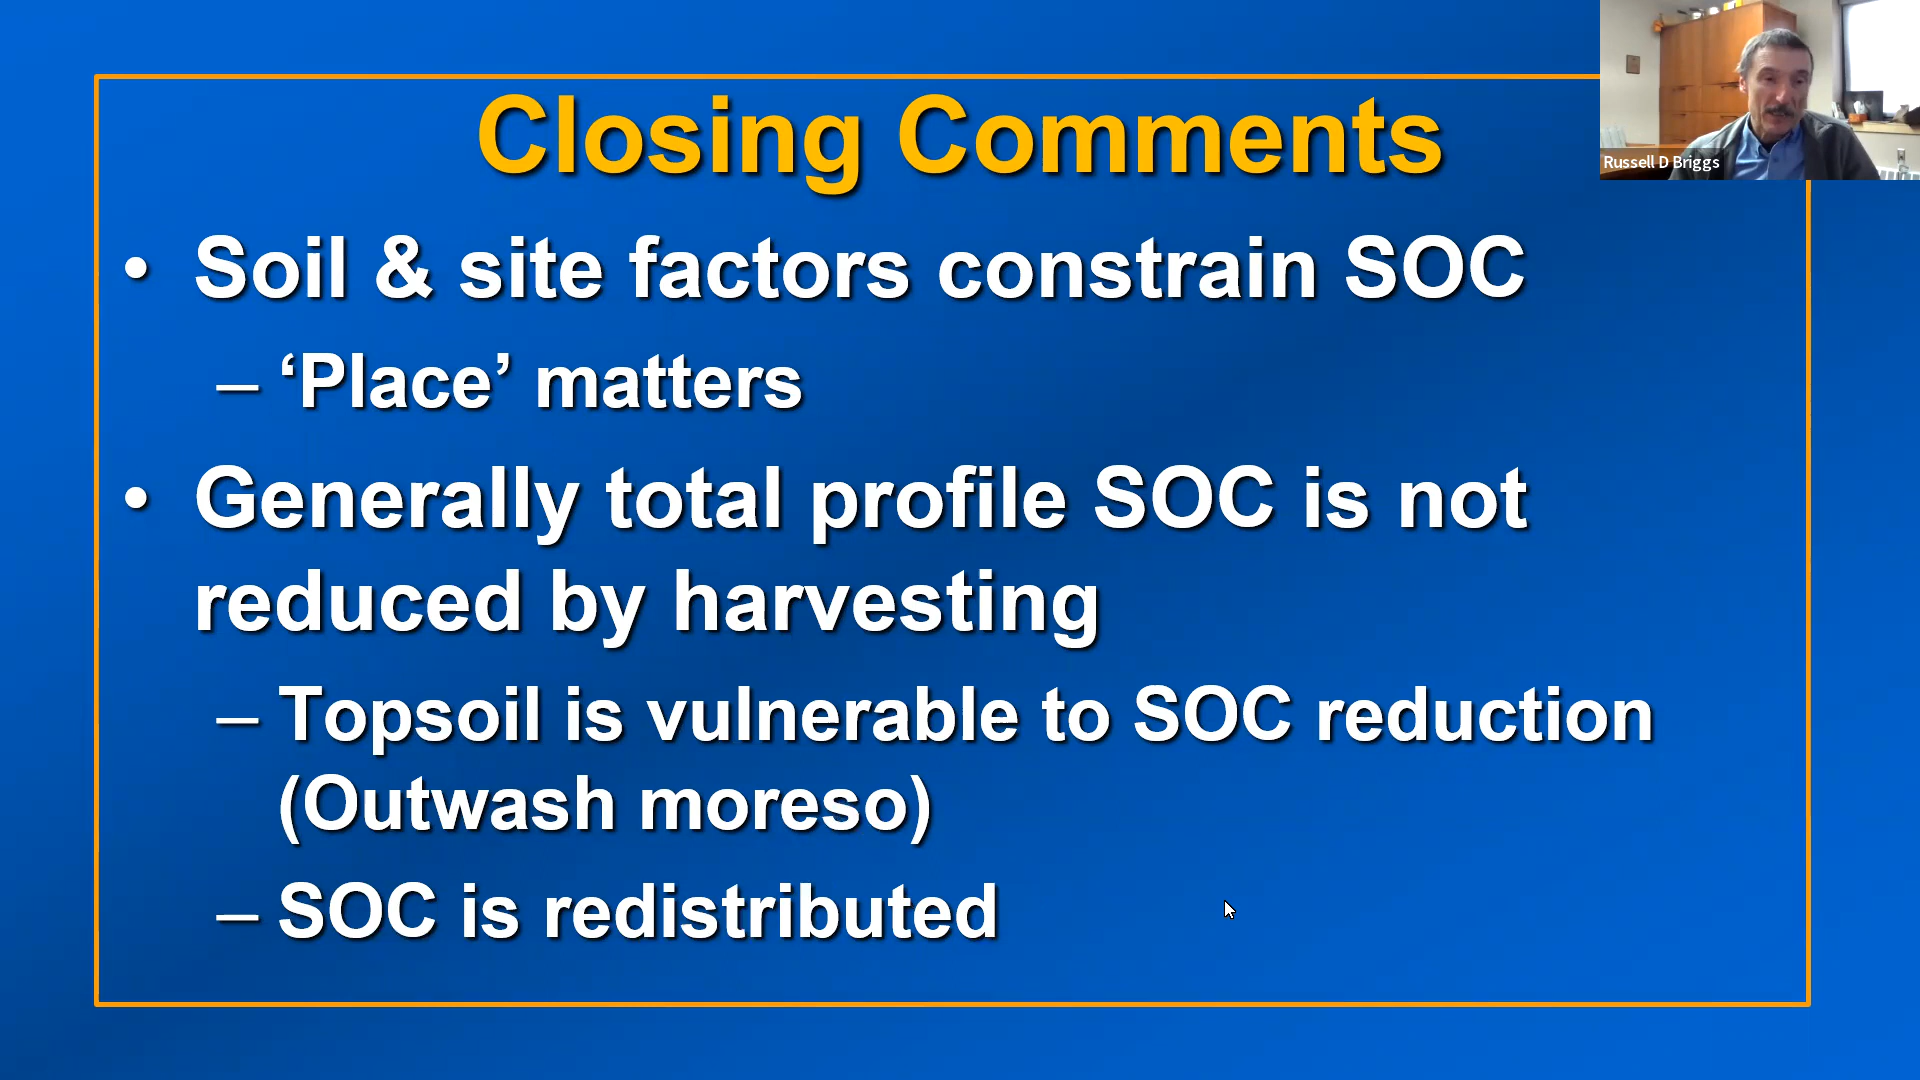 Closing Comments
Russell D Briggs
• Soil & site factors constrain SOC
– ‘Place’ matters
• Generally total profile SOC is not
reduced by harvesting
– Topsoil is vulnerable to SOC reduction
(Outwash moreso)
– SOC is redistributed